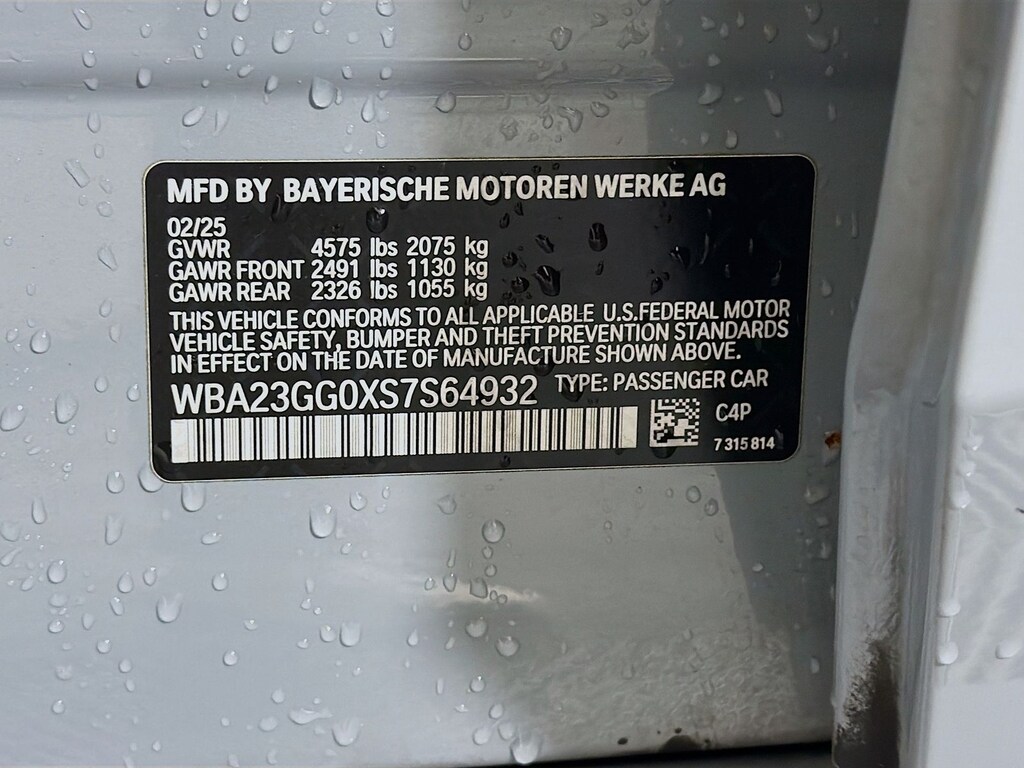 MFD BY BAYERISCHE MOTOREN WERKE AG
02/25
GVWR 4575 lbs 2075 kg
GAWR FRONT 2491 lbs 1130 kg
GAWR REAR 2326 lbs 1055 kg
THIS VEHICLE CONFORMS TO ALL APPLICABLE U.S.FEDERAL MOTOR
VEHICLE SAFETY, BUMPER AND THEFT PREVENTION STANDARDS
IN EFFECT ON THE DATE OF MANUFACTURE SHOWN ABOVE.
WBA23GG0XS7S64932 TYPE: PASSENGER CAR
C4P
7 315 814